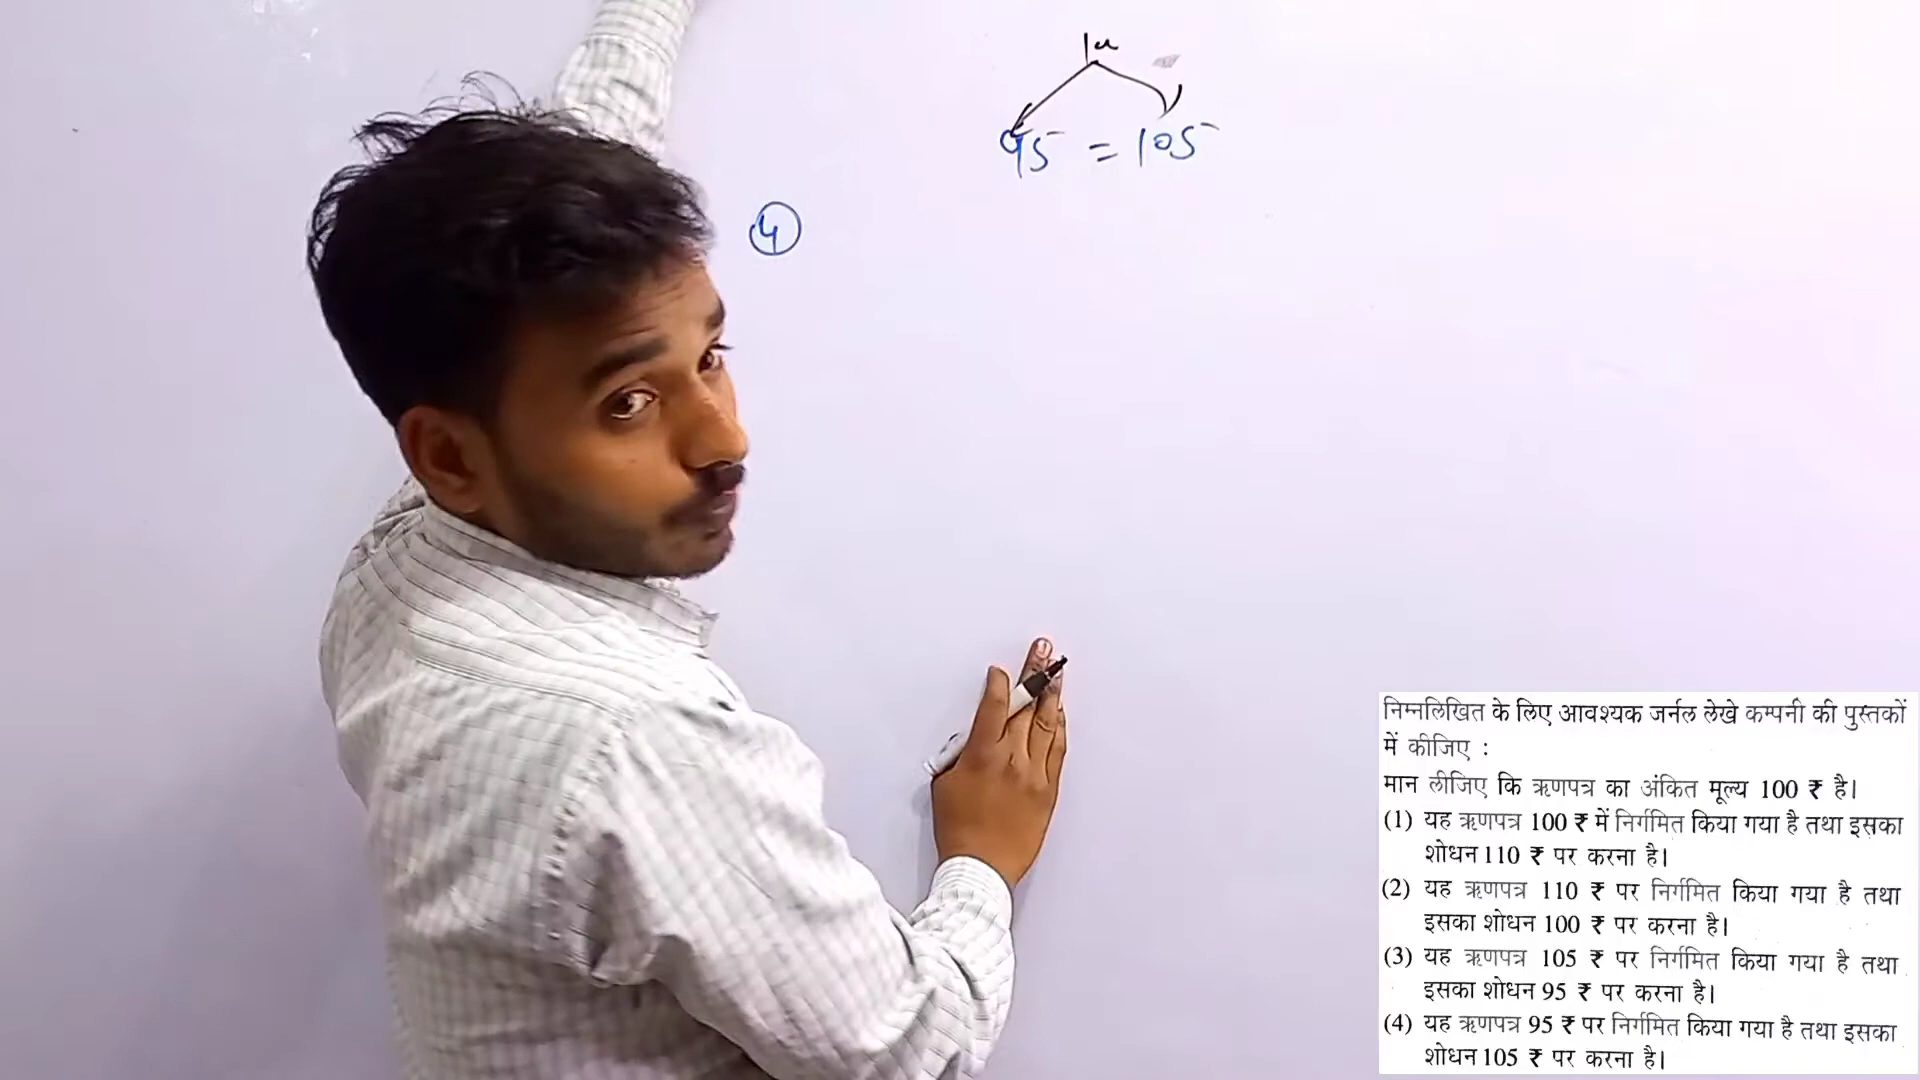 95 = 105
4
निम्नलिखित के लिए आवश्यक जर्नल लेखे कम्पनी की पुस्तकों
में कीजिए :
मान लीजिए कि ऋणपत्र का अंकित मूल्य 100 ₹ है।
(1) यह ऋणपत्र 100 ₹ में निर्गमित किया गया है तथा इसका
शोधन 110 ₹ पर करना है।
(2) यह ऋणपत्र 110 ₹ पर निर्गमित किया गया है तथा
इसका शोधन 100 ₹ पर करना है।
(3) यह ऋणपत्र 105 ₹ पर निर्गमित किया गया है तथा
इसका शोधन 95 ₹ पर करना है।
(4) यह ऋणपत्र 95 ₹ पर निर्गमित किया गया है तथा इसका
शोधन 105 ₹ पर करना है।